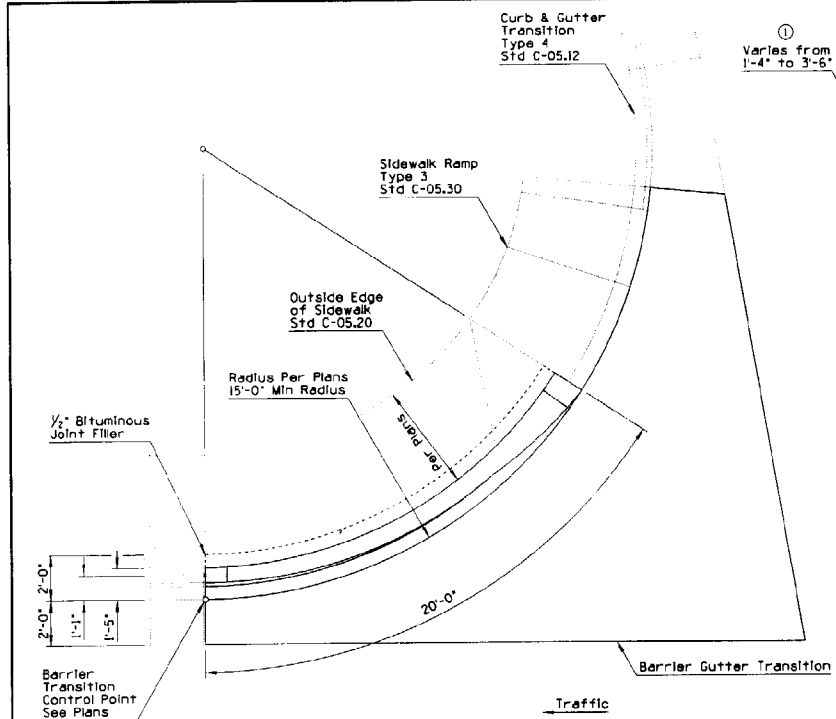 Curb & Gutter
Transition
Type 4
Std C-05.12
①
Varies from
1'-4" to 3'-6"
Sidewalk Ramp
Type 3
Std C-05.30
Outside Edge
of Sidewalk
Std C-05.20
Radius Per Plans
15'-0" Min Radius
Per Plans
½" Bituminous
Joint Filler
2'-0"
2'-0"
1'-1"
1'-5"
20'-0"
Barrier
Transition
Control Point
See Plans
Barrier Gutter Transition
Traffic